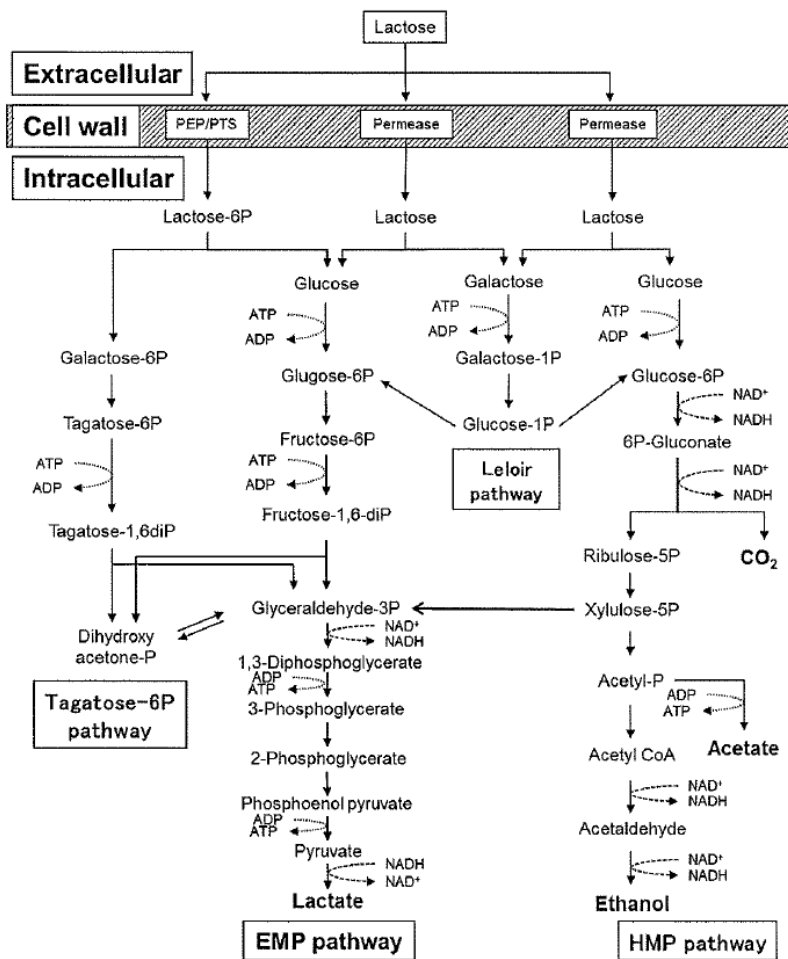 Lactose
Extracellular
Cell wall
PEP/PTS
Permease
Permease
Intracellular
Lactose-6P
Lactose
Lactose
Glucose
Galactose
Glucose
ATP
ADP
ATP
ADP
ATP
ADP
Galactose-6P
Glugose-6P
Galactose-1P
Glucose-6P
NAD+
NADH
Tagatose-6P
Fructose-6P
Glucose-1P
6P-Gluconate
ATP
ADP
ATP
ADP
Leloir
pathway
NAD+
NADH
Tagatose-1,6diP
Fructose-1,6-diP
Ribulose-5P
CO2
Glyceraldehyde-3P
Xylulose-5P
Dihydroxy
acetone-P
NAD+
NADH
1,3-Diphosphoglycerate
Tagatose-6P
pathway
ADP
ATP
Acetyl-P
ADP
ATP
3-Phosphoglycerate
2-Phosphoglycerate
Acetyl CoA
Acetate
NAD+
NADH
Phosphoenol pyruvate
ADP
ATP
Acetaldehyde
Pyruvate
NADH
NAD+
NAD+
NADH
Lactate
Ethanol
EMP pathway
HMP pathway